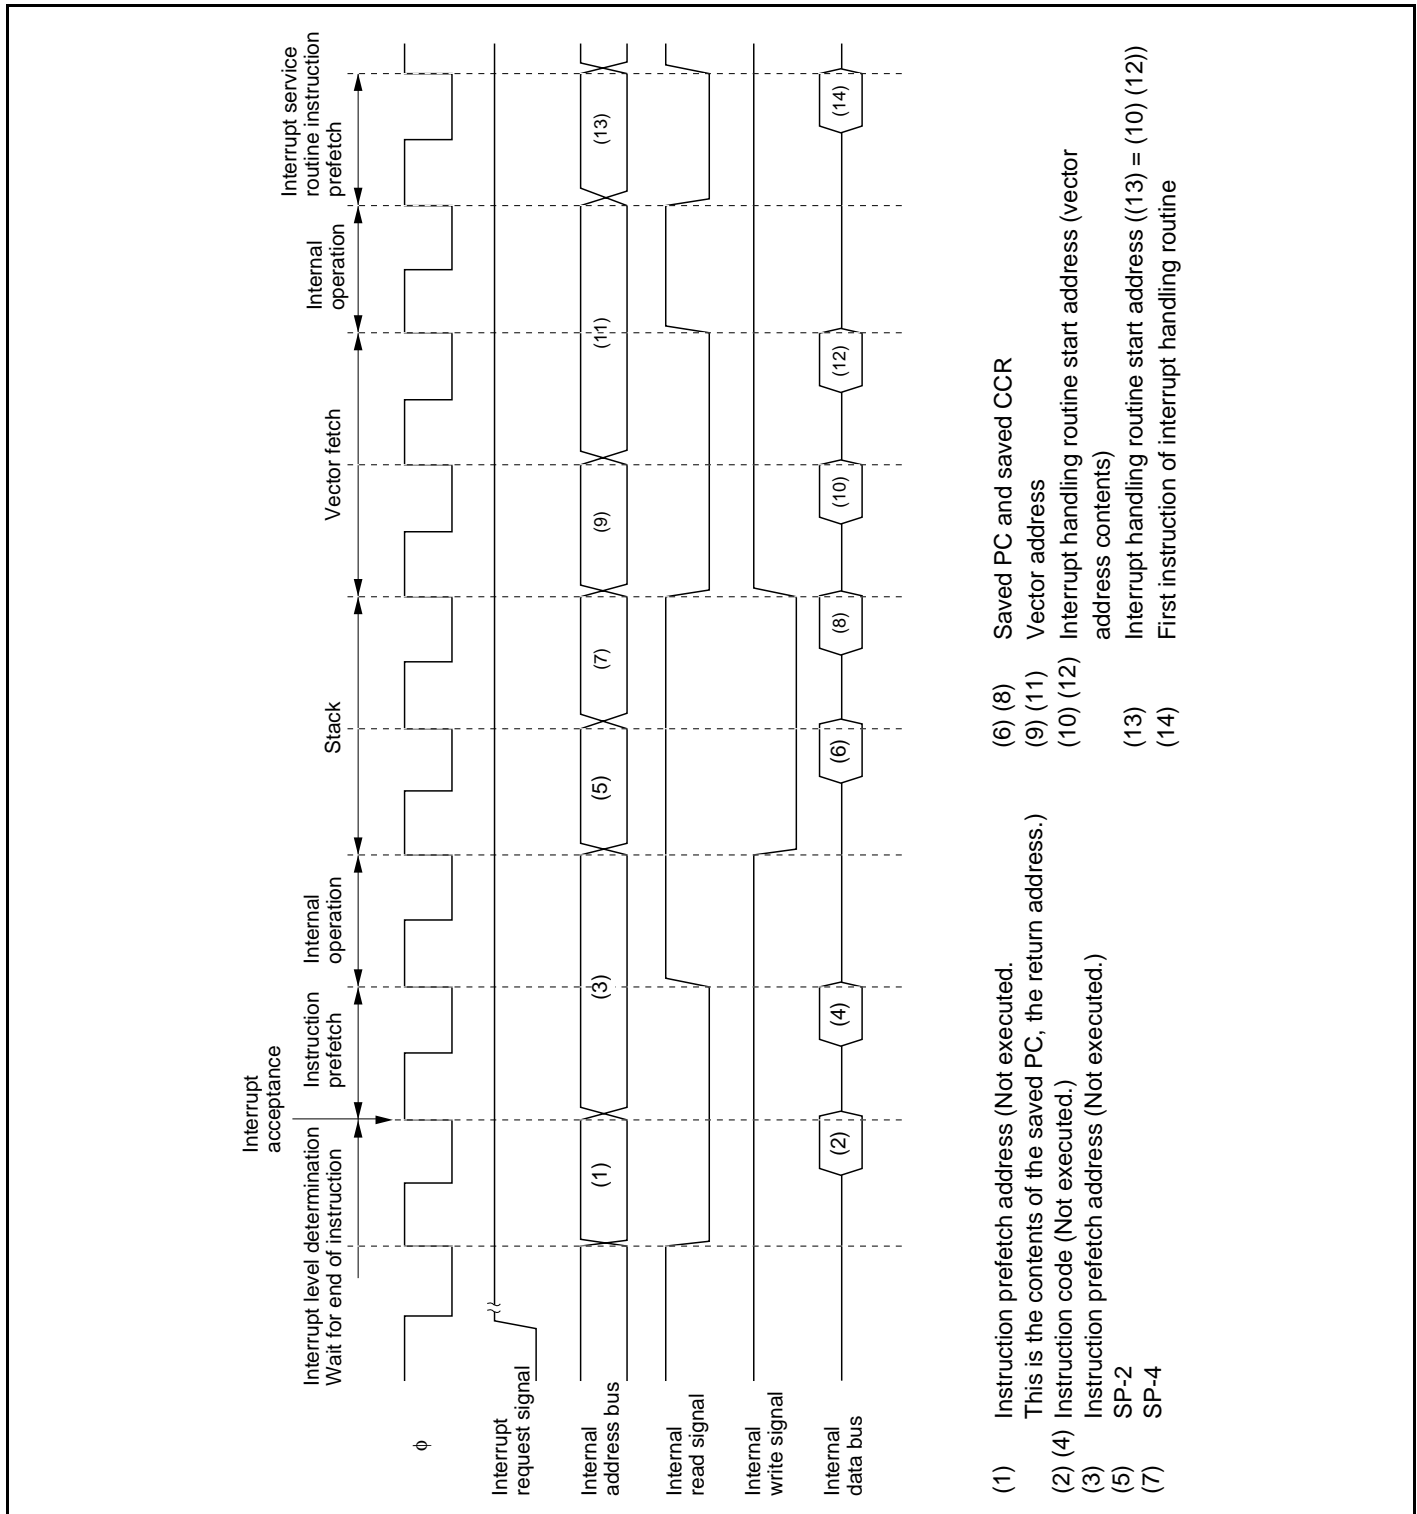 Interrupt
acceptance
Interrupt level determination
Wait for end of instruction
Instruction
prefetch
Internal
operation
Stack
Vector fetch
Internal
operation
Interrupt service
routine instruction
prefetch
φ
Interrupt
request signal
Internal
address bus
(1)
(3)
(5)
(7)
(9)
(11)
(13)
Internal
read signal
Internal
write signal
Internal
data bus
(2)
(4)
(6)
(8)
(10)
(12)
(14)
(1) Instruction prefetch address (Not executed.
This is the contents of the saved PC, the return address.)
(2) (4) Instruction code (Not executed.)
(3) Instruction prefetch address (Not executed.)
(5) SP-2
(7) SP-4
(6) (8) Saved PC and saved CCR
(9) (11) Vector address
(10) (12) Interrupt handling routine start address (vector
address contents)
(13) Interrupt handling routine start address ((13) = (10) (12))
(14) First instruction of interrupt handling routine